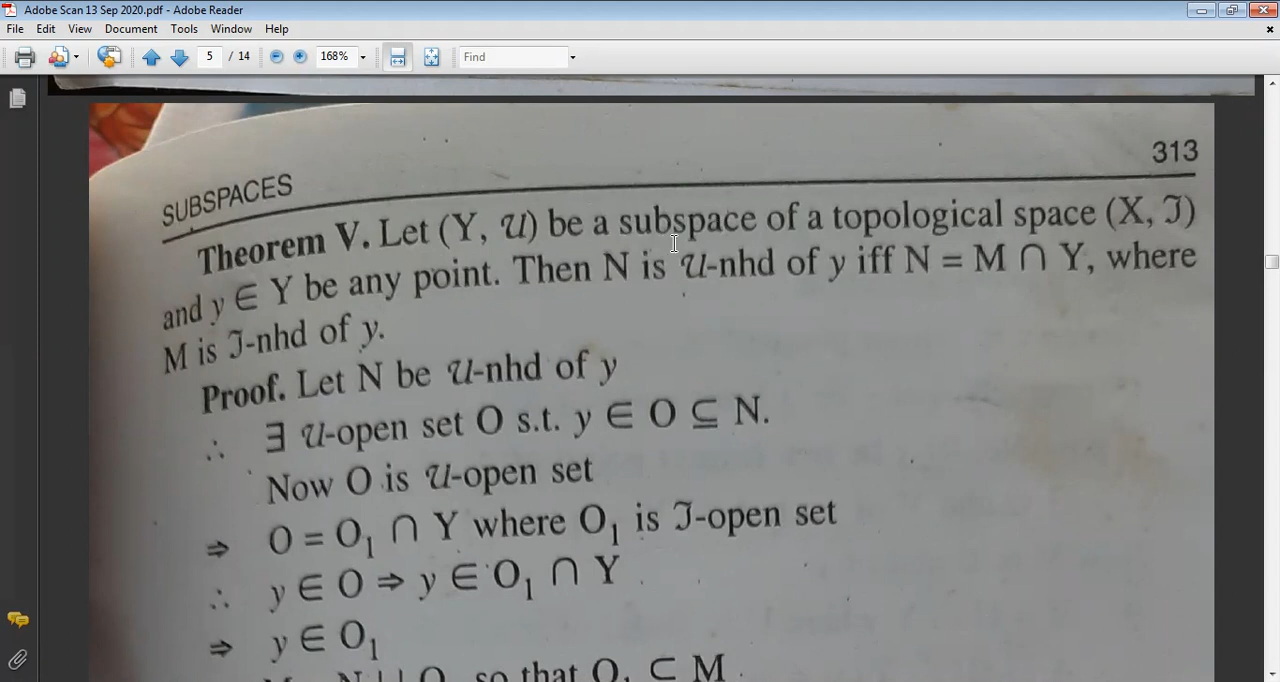 Adobe Scan 13 Sep 2020.pdf - Adobe Reader
File Edit View Document Tools Window Help
5 / 14 168% Find
313
SUBSPACES
Theorem V. Let (Y, 𝒰) be a subspace of a topological space (X, ℑ)
and y ∈ Y be any point. Then N is 𝒰-nhd of y iff N = M ∩ Y, where
M is ℑ-nhd of y.
Proof. Let N be 𝒰-nhd of y
∴ ∃ 𝒰-open set O s.t. y ∈ O ⊆ N.
Now O is 𝒰-open set
⇒ O = O₁ ∩ Y where O₁ is ℑ-open set
∴ y ∈ O ⇒ y ∈ O₁ ∩ Y
⇒ y ∈ O₁
so that O₁ ⊂ M